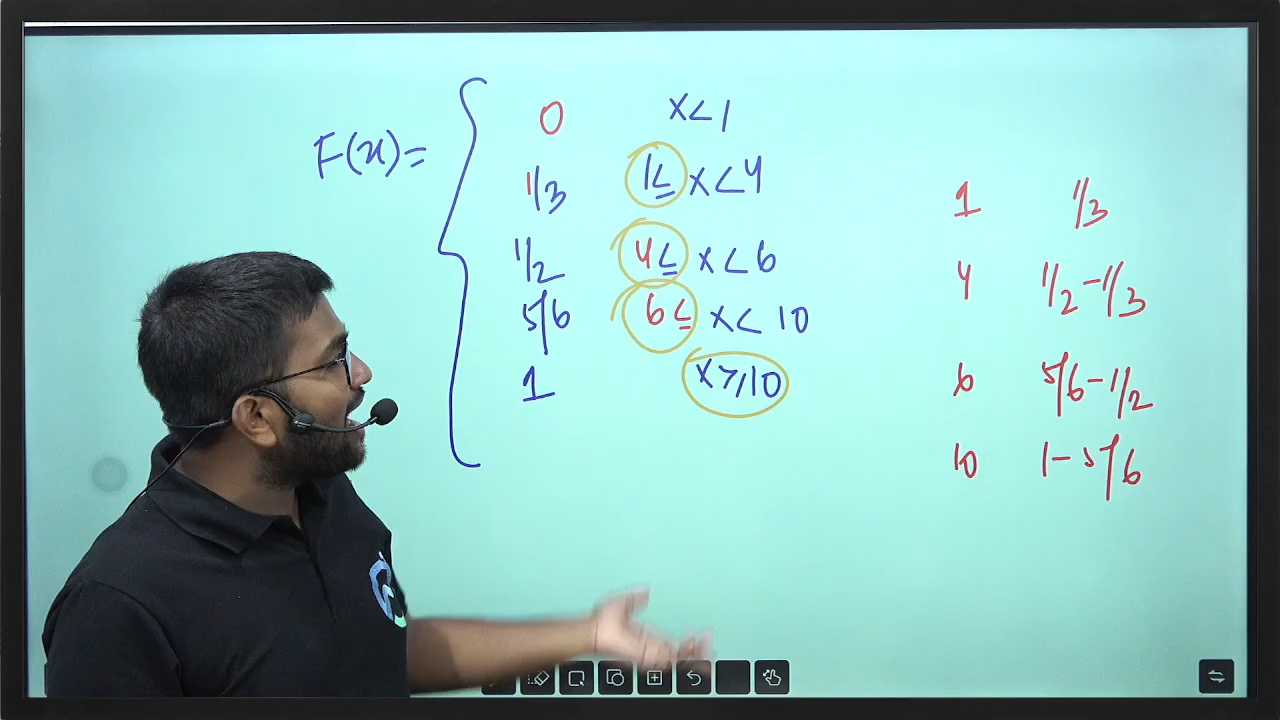 F(x)=
0 x<1
1/3 1≤ x<4
1/2 4≤ x<6
5/6 6≤ x<10
1 x≥10
1 1/3
4 1/2-1/3
6 5/6-1/2
10 1-5/6